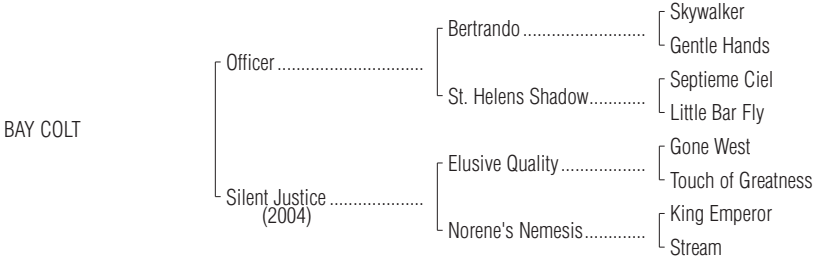 Skywalker
Bertrando ..........................
Gentle Hands
Officer ...............................
Septieme Ciel
St. Helens Shadow............
Little Bar Fly
BAY COLT
Gone West
Elusive Quality ..................
Touch of Greatness
Silent Justice ....................
(2004)
King Emperor
Norene's Nemesis.............
Stream